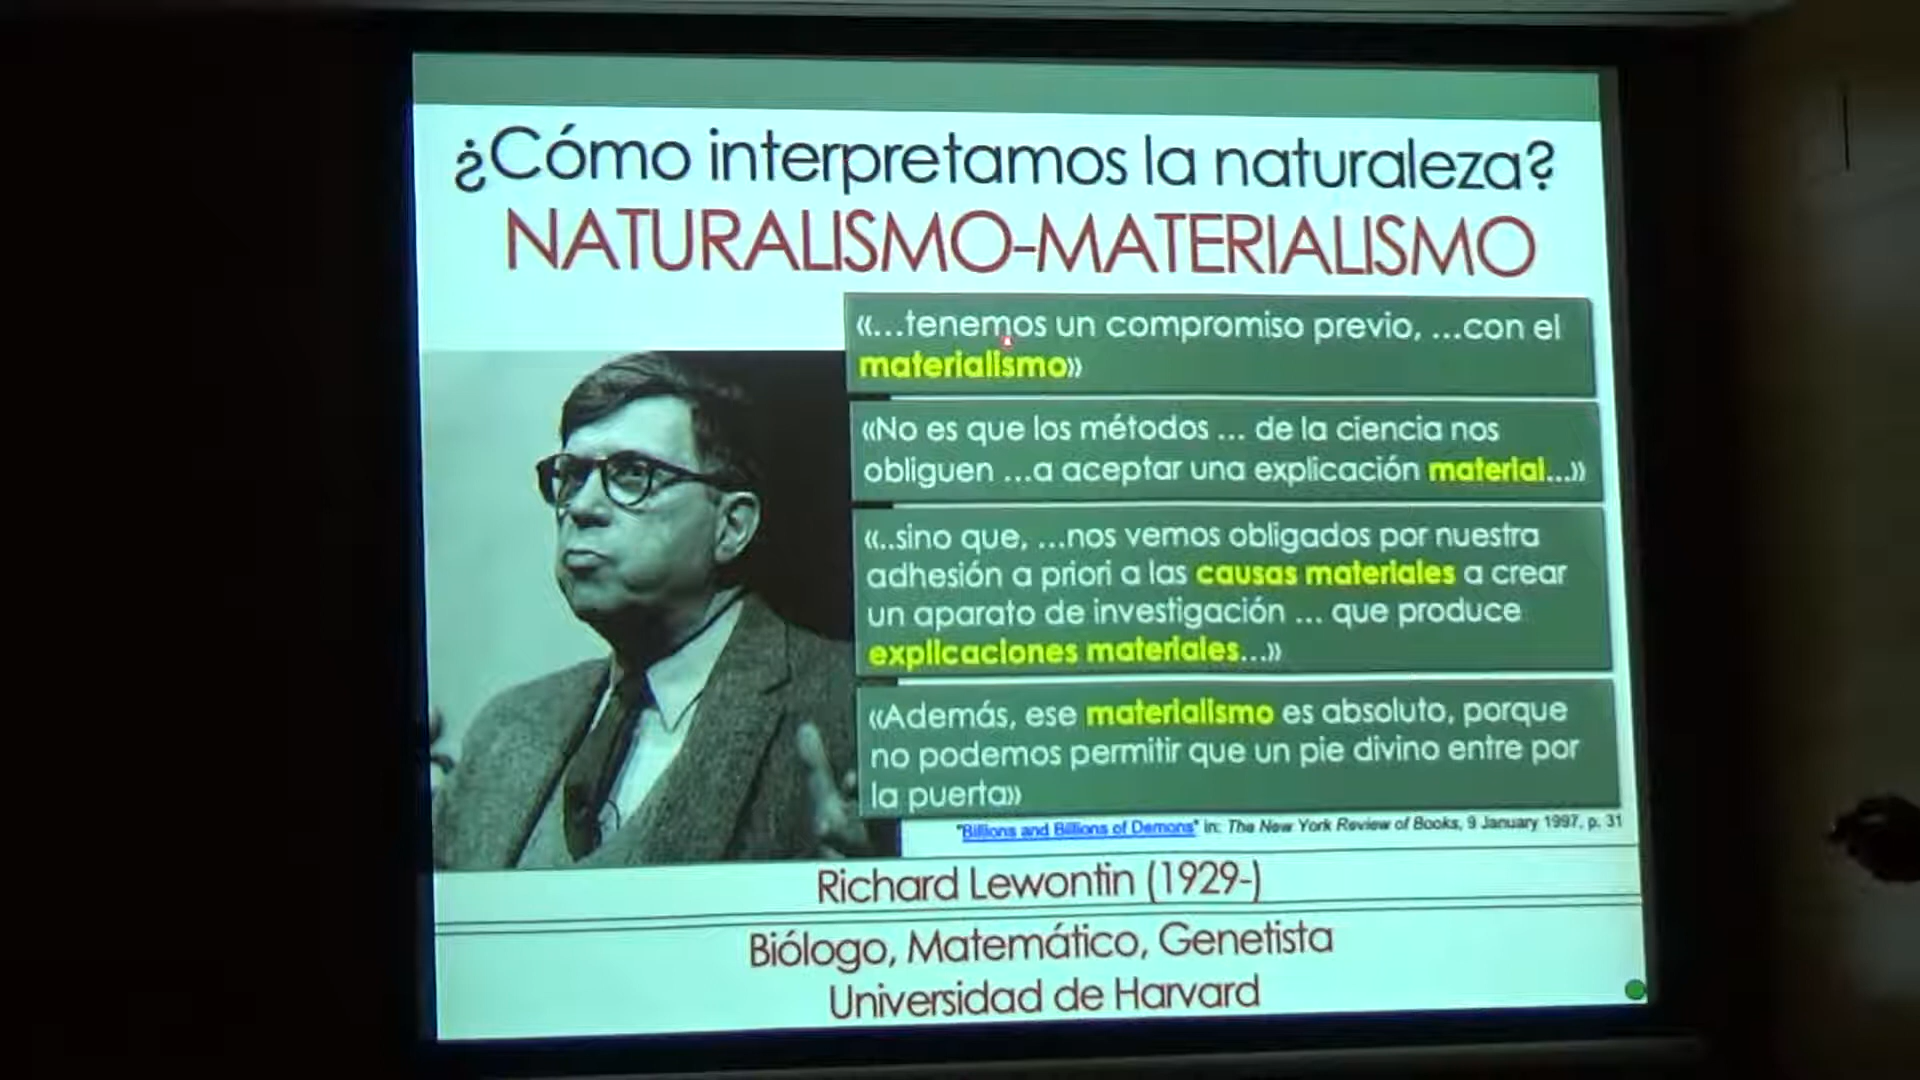 ¿Cómo interpretamos la naturaleza?
NATURALISMO-MATERIALISMO
«...tenemos un compromiso previo, ...con el
materialismo»
«No es que los métodos ... de la ciencia nos
obliguen ...a aceptar una explicación material...»
«..sino que, ...nos vemos obligados por nuestra
adhesión a priori a las causas materiales a crear
un aparato de investigación ... que produce
explicaciones materiales...»
«Además, ese materialismo es absoluto, porque
no podemos permitir que un pie divino entre por
la puerta»
"Billions and Billions of Demons" in: The New York Review of Books, 9 January 1997, p. 31
Richard Lewontin (1929-)
Biólogo, Matemático, Genetista
Universidad de Harvard